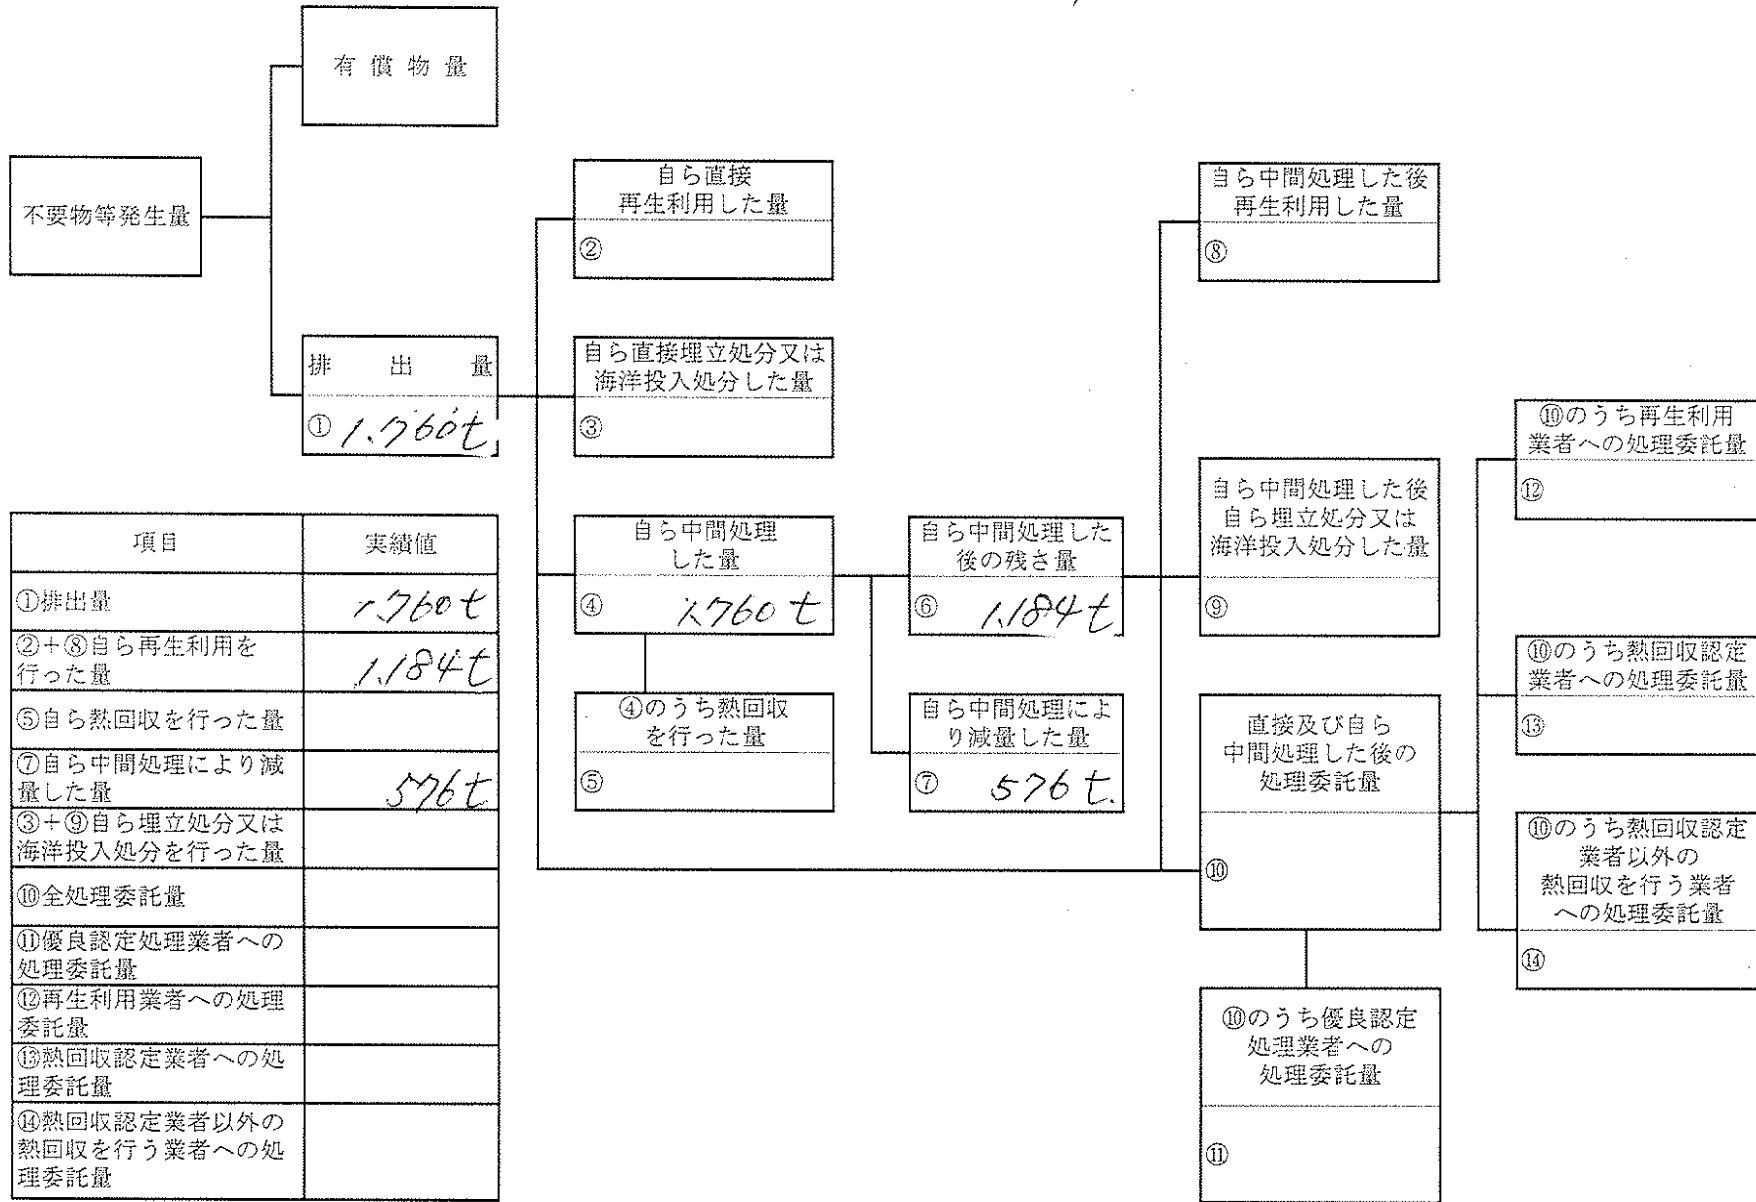 有償物量
不要物等発生量
排出量
① 1.760t
自ら直接
再生利用した量
②
自ら直接埋立処分又は
海洋投入処分した量
③
自ら中間処理
した量
④ 1.760t
④のうち熱回収
を行った量
⑤
自ら中間処理した
後の残さ量
⑥ 1.184t
自ら中間処理によ
り減量した量
⑦ 576t.
自ら中間処理した後
再生利用した量
⑧
自ら中間処理した後
自ら埋立処分又は
海洋投入処分した量
⑨
直接及び自ら
中間処理した後の
処理委託量
⑩
⑩のうち優良認定
処理業者への
処理委託量
⑪
⑩のうち再生利用
業者への処理委託量
⑫
⑩のうち熱回収認定
業者への処理委託量
⑬
⑩のうち熱回収認定
業者以外の
熱回収を行う業者
への処理委託量
⑭
項目 実績値
①排出量 1.760t
②+⑧自ら再生利用を
行った量 1.184t
⑤自ら熱回収を行った量
⑦自ら中間処理により減
量した量 576t
③+⑨自ら埋立処分又は
海洋投入処分を行った量
⑩全処理委託量
⑪優良認定処理業者への
処理委託量
⑫再生利用業者への処理
委託量
⑬熱回収認定業者への処
理委託量
⑭熱回収認定業者以外の
熱回収を行う業者への処
理委託量